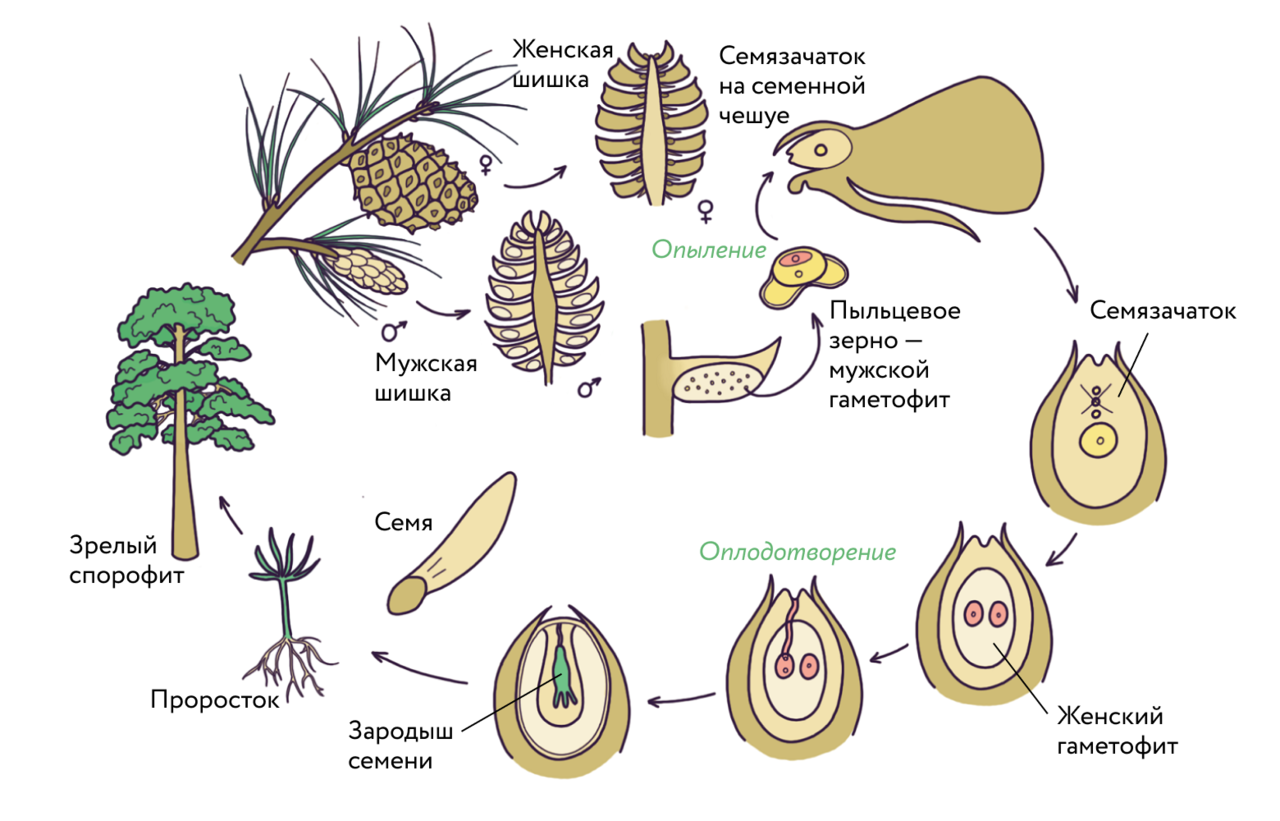 Женская
шишка
Семязачаток
на семенной
чешуе
♀
♀
Опыление
♂
Мужская
шишка
♂
Пыльцевое
зерно —
мужской
гаметофит
Семязачаток
Зрелый
спорофит
Семя
Оплодотворение
Проросток
Зародыш
семени
Женский
гаметофит